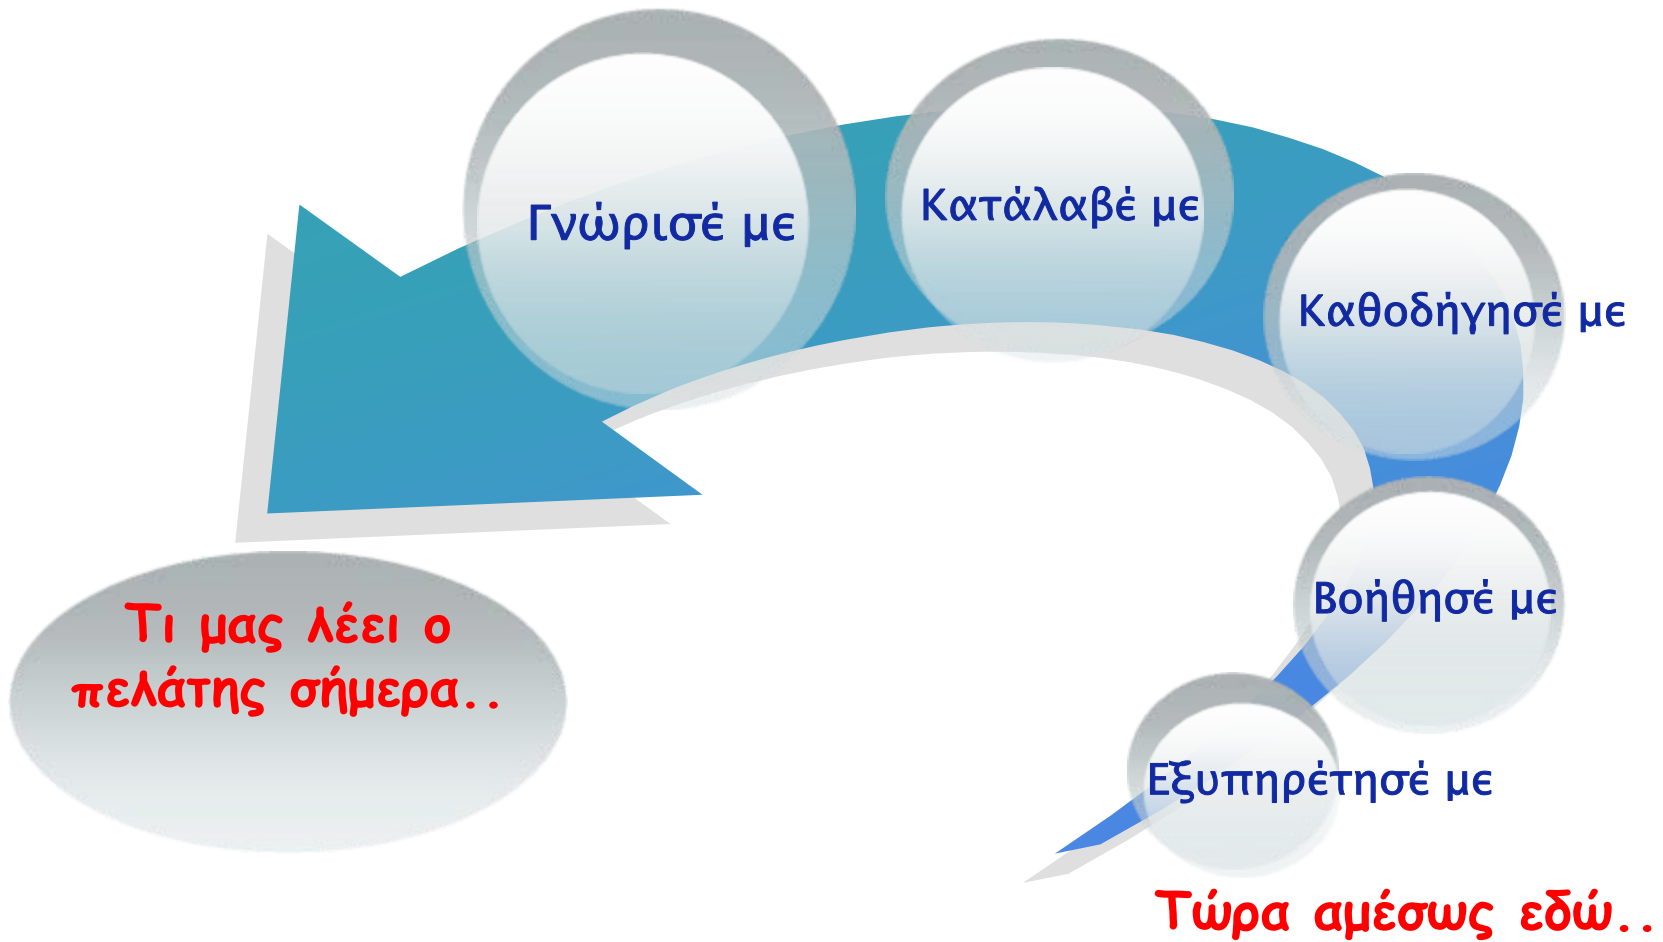 Γνώρισέ με
Κατάλαβέ με
Καθοδήγησέ με
Βοήθησέ με
Εξυπηρέτησέ με
Τι μας λέει ο
πελάτης σήμερα..
Τώρα αμέσως εδώ..